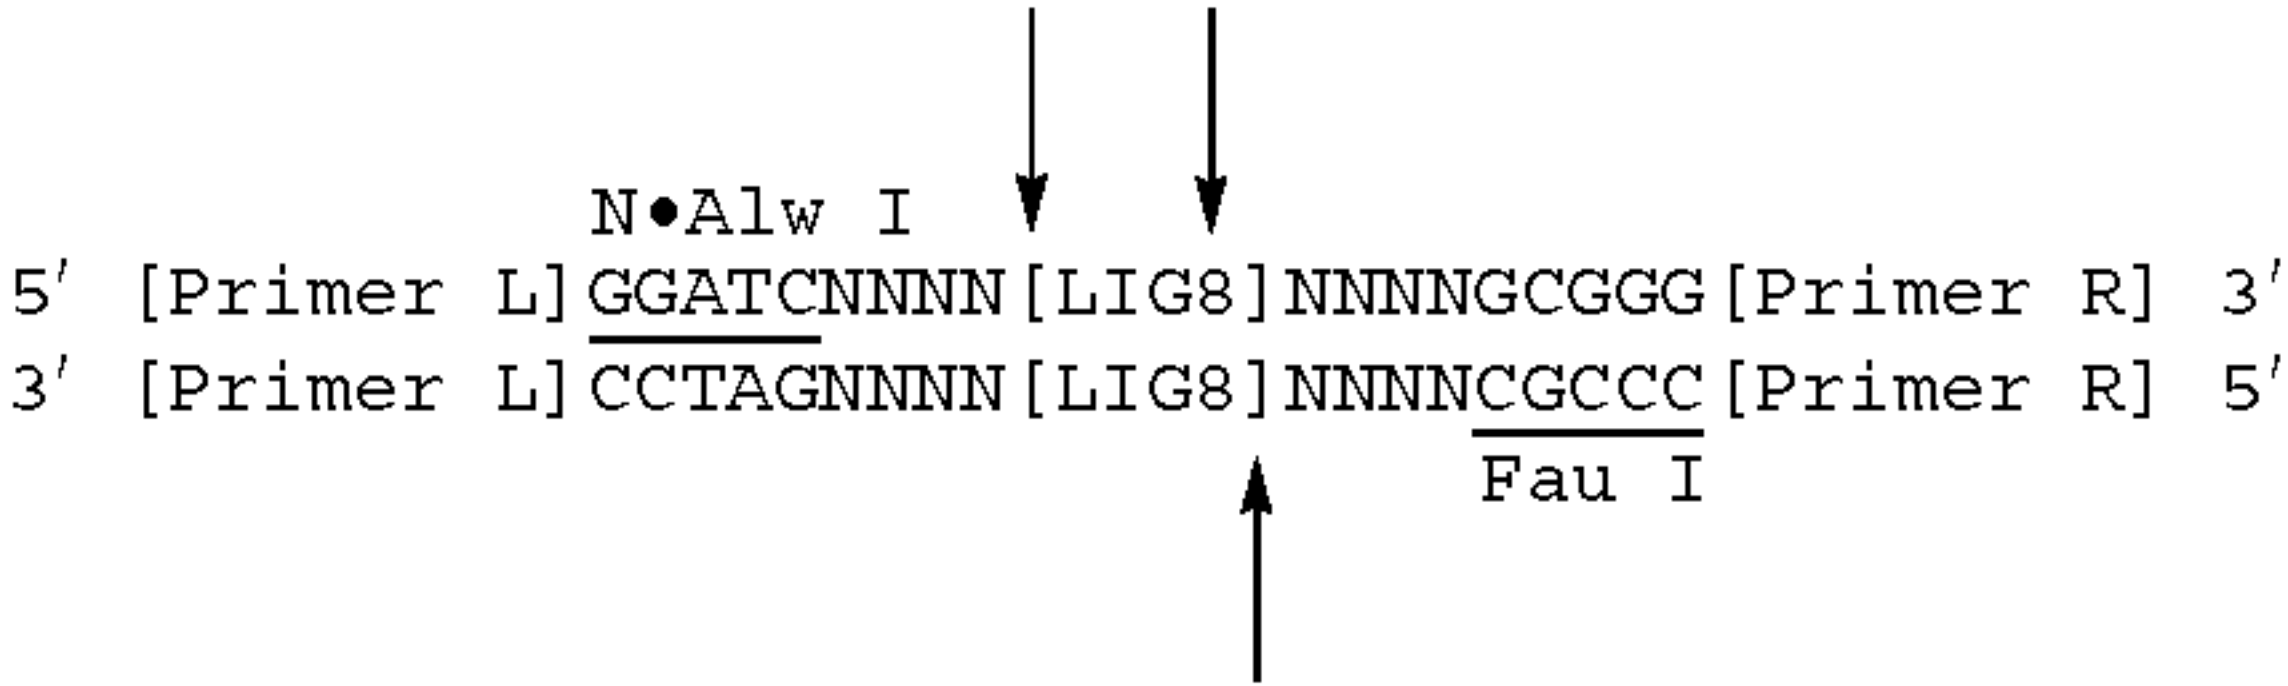 N•Alw I
5′ [Primer L]GGATCNNNN[LIG8]NNNNGCGGG[Primer R] 3′
3′ [Primer L]CCTAGNNNN[LIG8]NNNNCGCCC[Primer R] 5′
Fau I